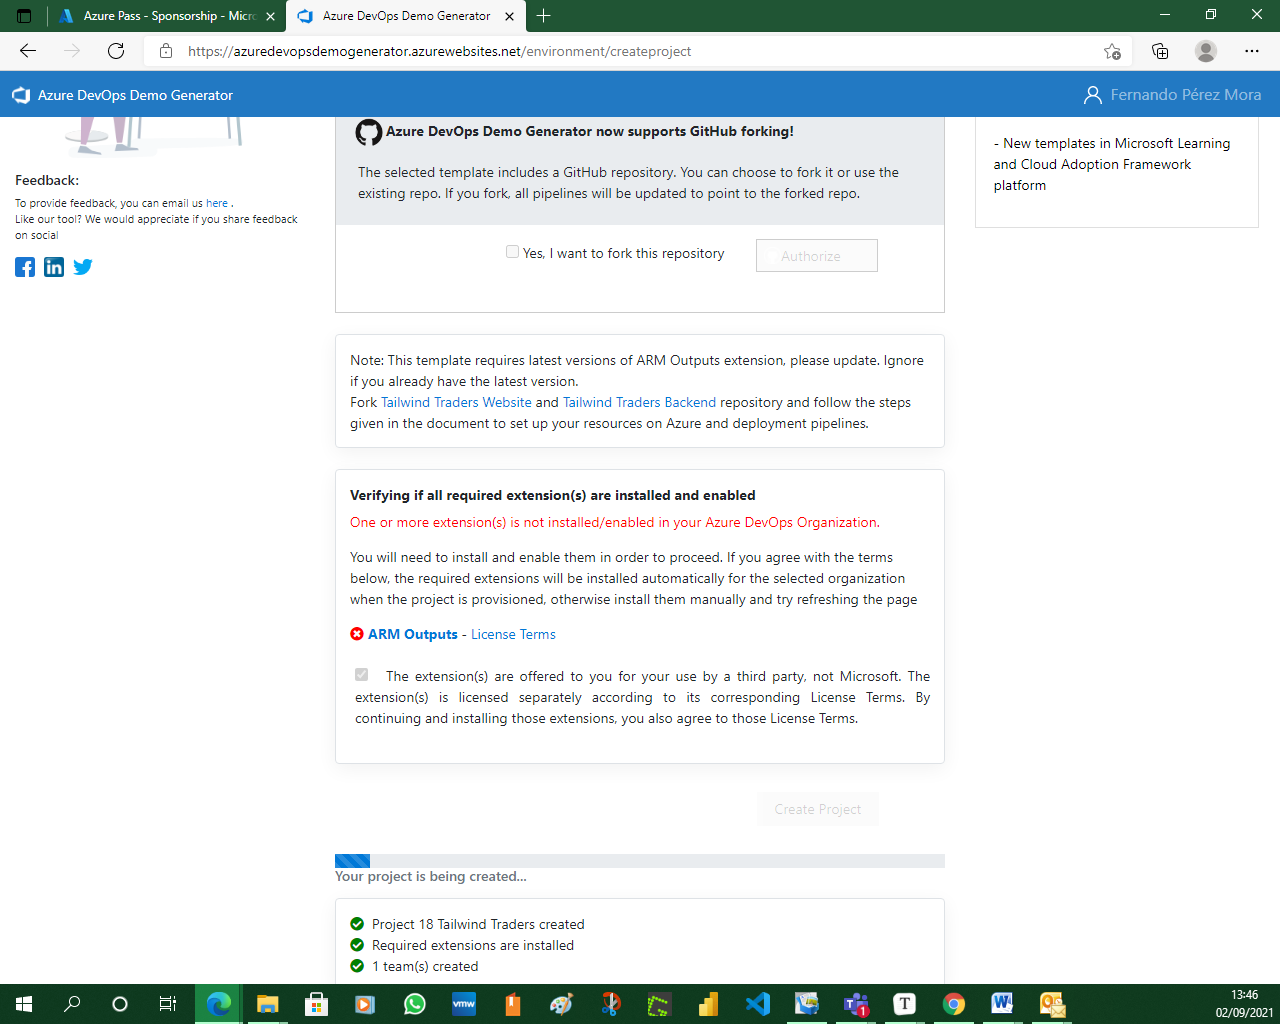 Azure Pass - Sponsorship - Micro
Azure DevOps Demo Generator
https://azuredevopsdemogenerator.azurewebsites.net/environment/createproject
Azure DevOps Demo Generator
Fernando Pérez Mora
Feedback:
To provide feedback, you can email us here .
Like our tool? We would appreciate if you share feedback
on social
Azure DevOps Demo Generator now supports GitHub forking!
The selected template includes a GitHub repository. You can choose to fork it or use the
existing repo. If you fork, all pipelines will be updated to point to the forked repo.
Yes, I want to fork this repository
Authorize
- New templates in Microsoft Learning
and Cloud Adoption Framework
platform
Note: This template requires latest versions of ARM Outputs extension, please update. Ignore
if you already have the latest version.
Fork Tailwind Traders Website and Tailwind Traders Backend repository and follow the steps
given in the document to set up your resources on Azure and deployment pipelines.
Verifying if all required extension(s) are installed and enabled
One or more extension(s) is not installed/enabled in your Azure DevOps Organization.
You will need to install and enable them in order to proceed. If you agree with the terms
below, the required extensions will be installed automatically for the selected organization
when the project is provisioned, otherwise install them manually and try refreshing the page
ARM Outputs - License Terms
The extension(s) are offered to you for your use by a third party, not Microsoft. The
extension(s) is licensed separately according to its corresponding License Terms. By
continuing and installing those extensions, you also agree to those License Terms.
Create Project
Your project is being created...
Project 18 Tailwind Traders created
Required extensions are installed
1 team(s) created
vmw
T
1
W
13:46
02/09/2021